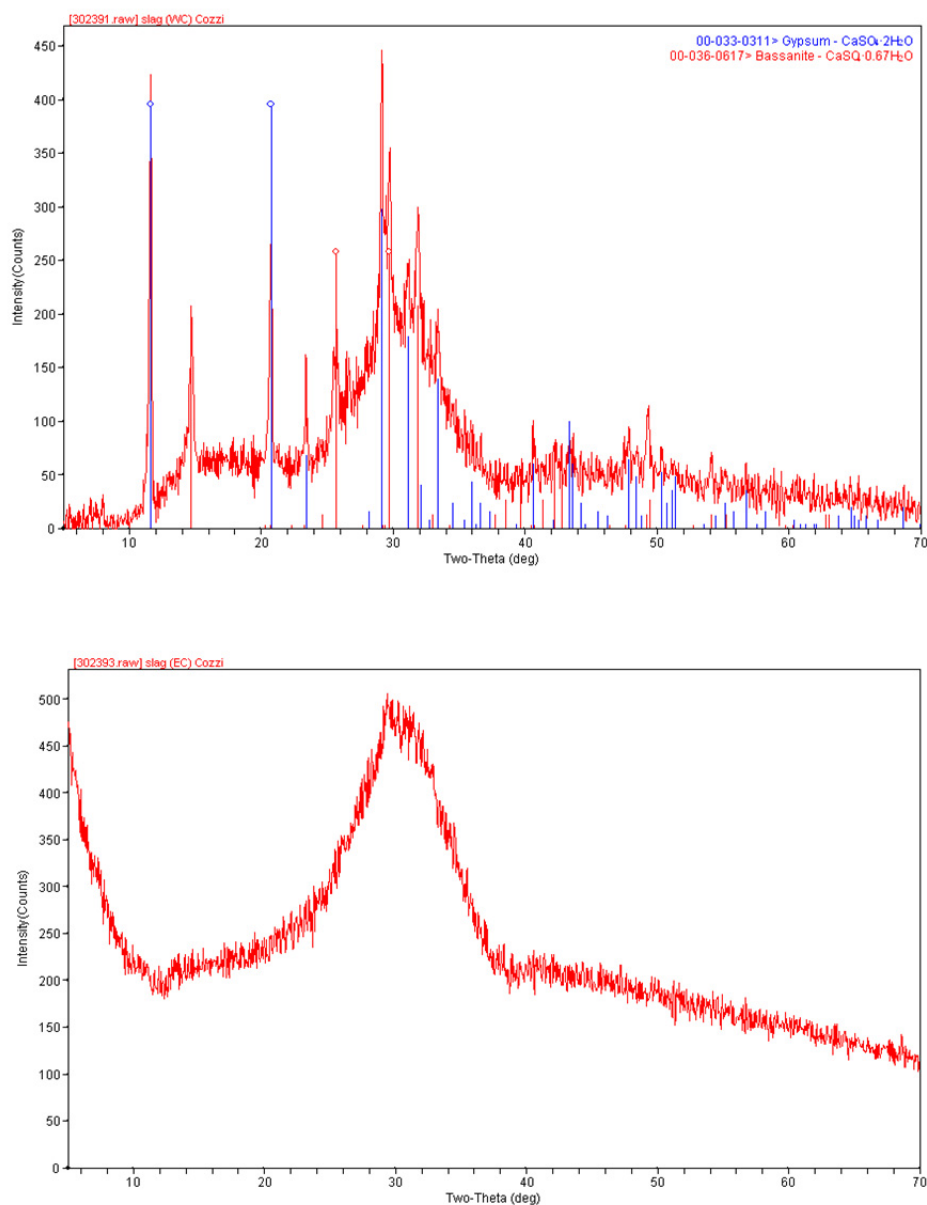 [302391.raw] slag (WC) Cozzi
00-033-0311> Gypsum - CaSO₄·2H₂O
00-036-0617> Bassanite - CaSO₄·0.67H₂O
Intensity(Counts)
450
400
350
300
250
200
150
100
50
0
10 20 30 40 50 60 70
Two-Theta (deg)
[302393.raw] slag (EC) Cozzi
Intensity(Counts)
500
450
400
350
300
250
200
150
100
50
0
10 20 30 40 50 60 70
Two-Theta (deg)